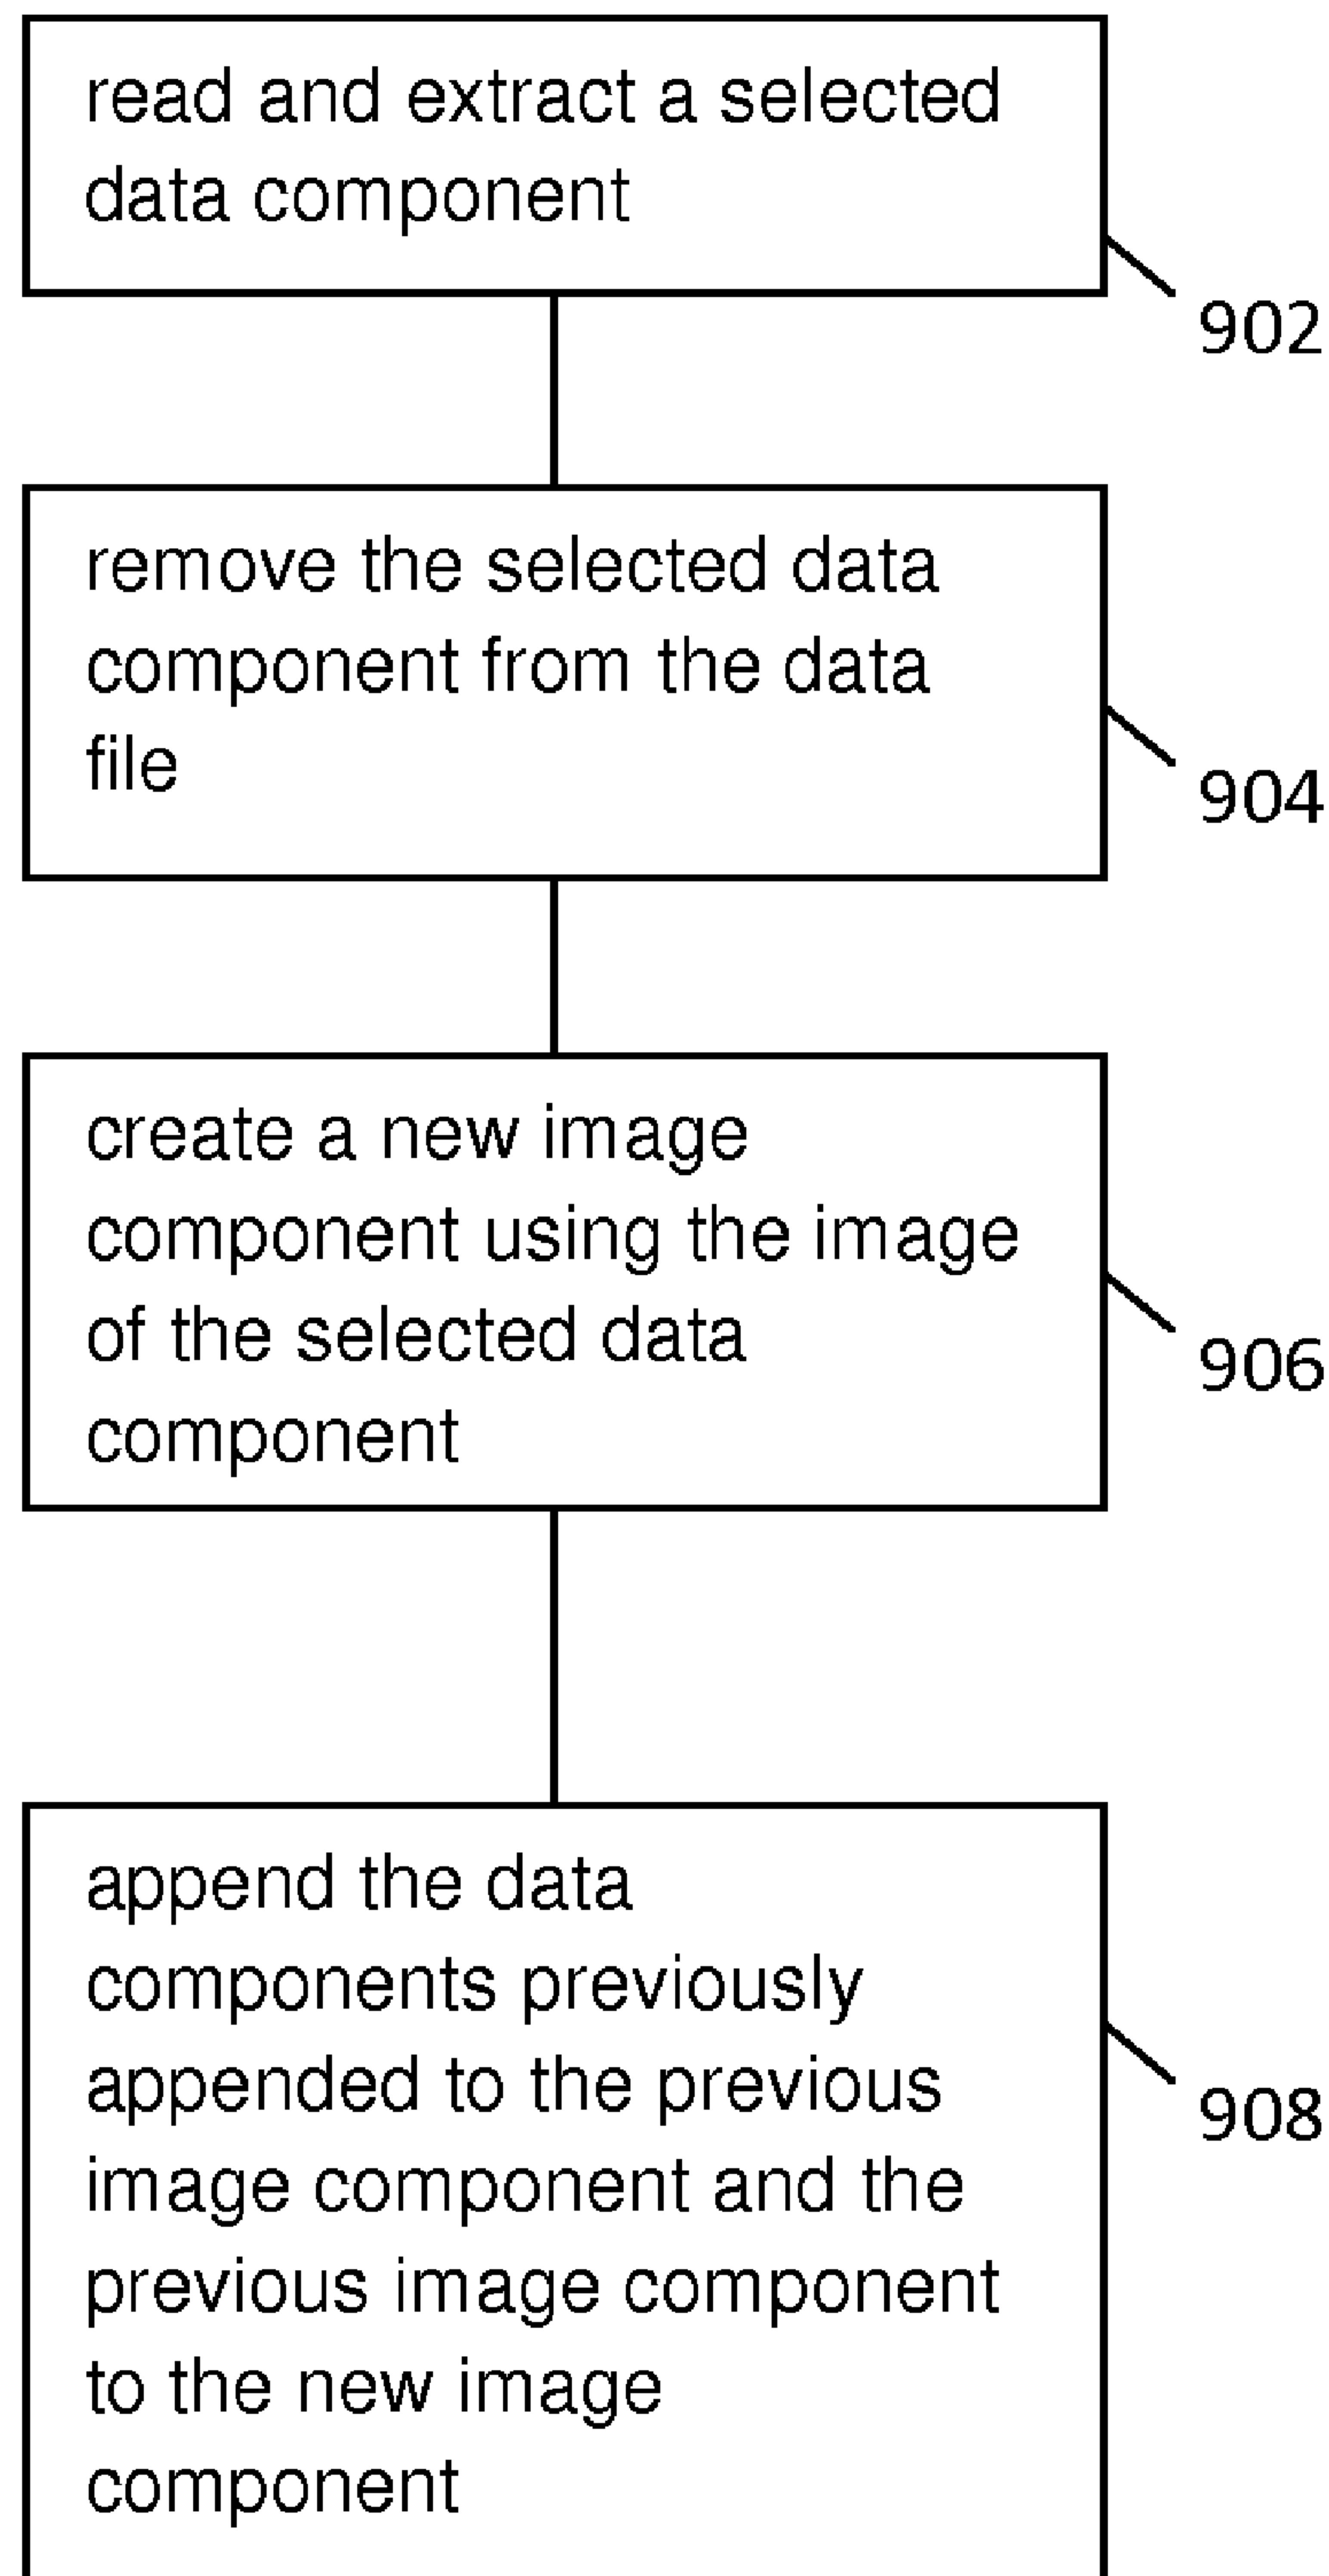 read and extract a selected
data component
902
remove the selected data
component from the data
file
904
create a new image
component using the image
of the selected data
component
906
append the data
components previously
appended to the previous
image component and the
previous image component
to the new image
component
908